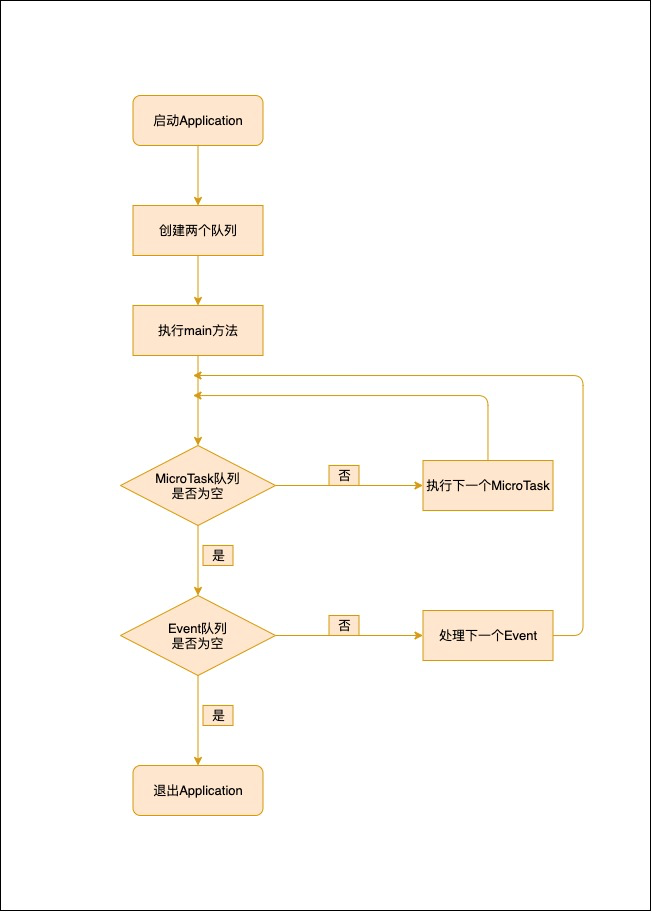 启动Application
创建两个队列
执行main方法
MicroTask队列
是否为空
否
执行下一个MicroTask
是
Event队列
是否为空
否
处理下一个Event
是
退出Application